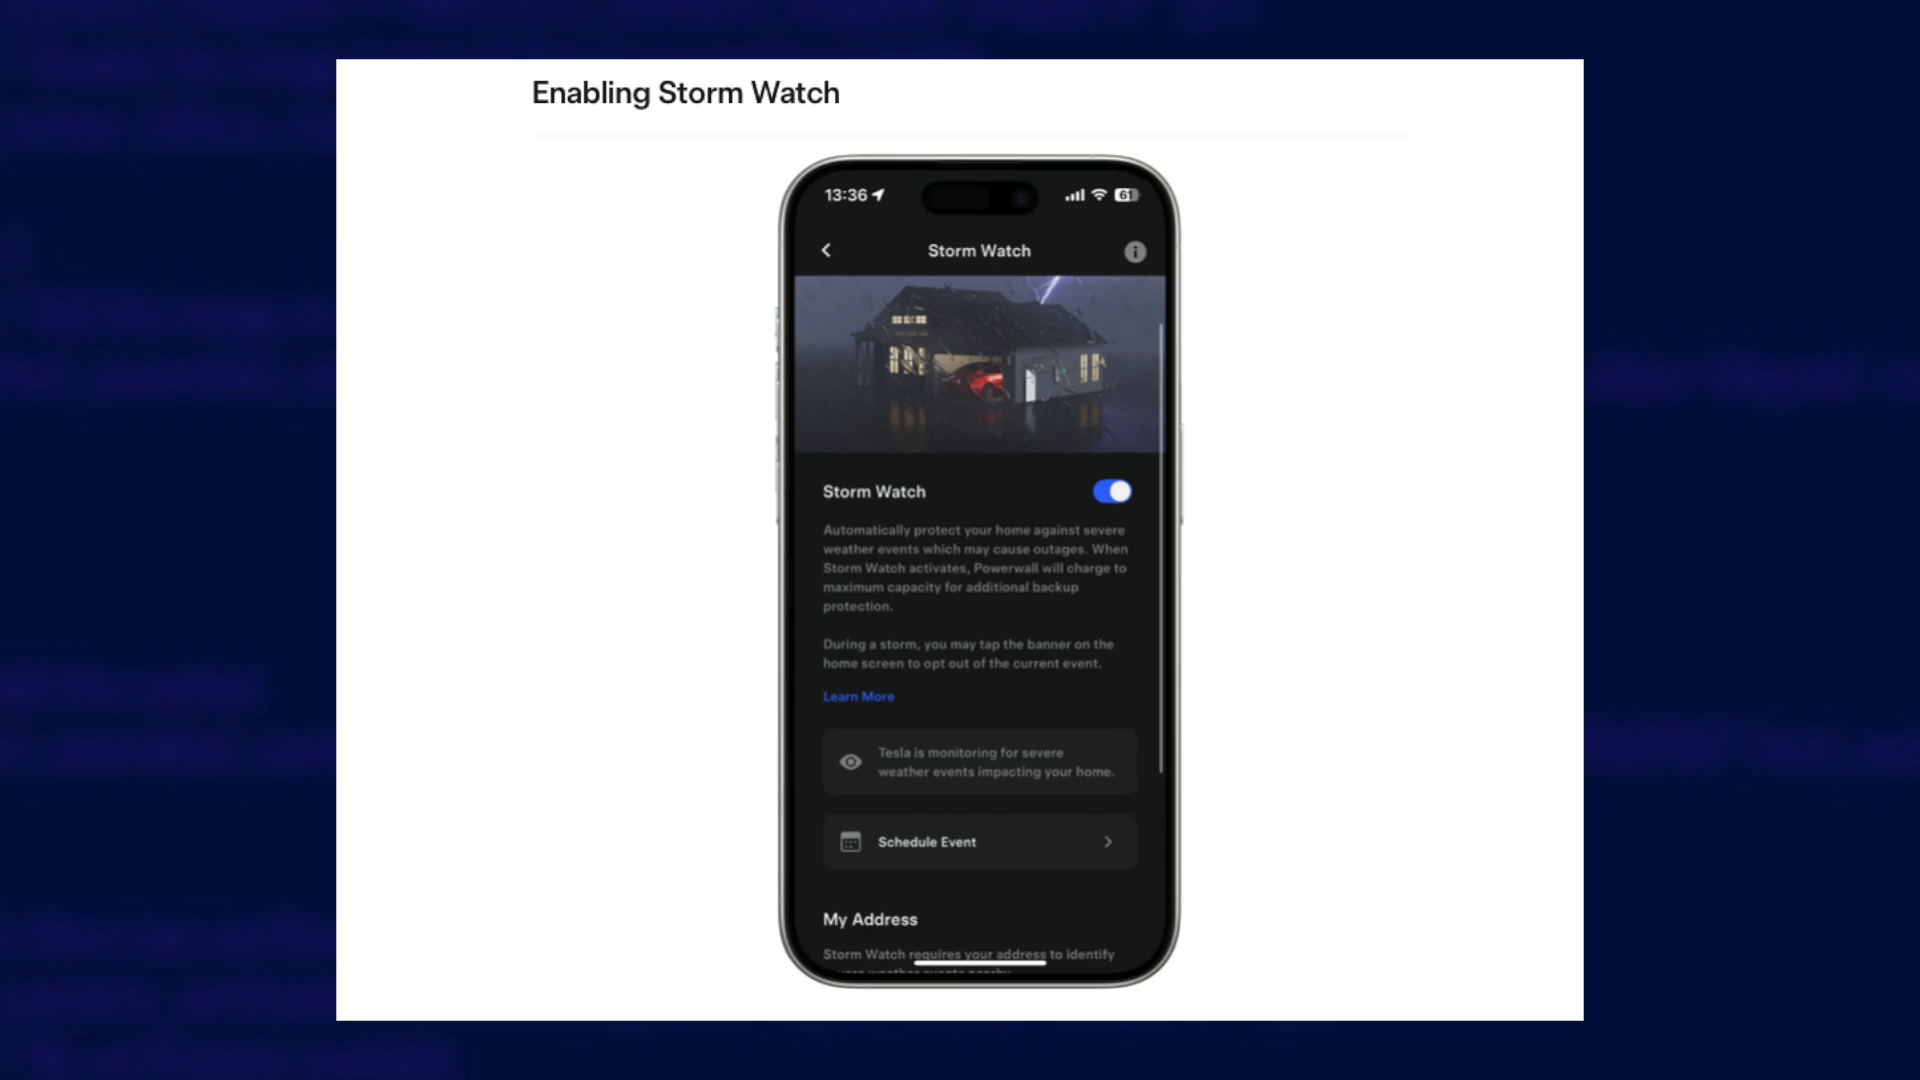 Enabling Storm Watch
13:36
61
Storm Watch
Storm Watch
Automatically protect your home against severe
weather events which may cause outages. When
Storm Watch activates, Powerwall will charge to
maximum capacity for additional backup
protection.
During a storm, you may tap the banner on the
home screen to opt out of the current event.
Learn More
Tesla is monitoring for severe
weather events impacting your home.
Schedule Event
My Address
Storm Watch requires your address to identify
weather events nearby.